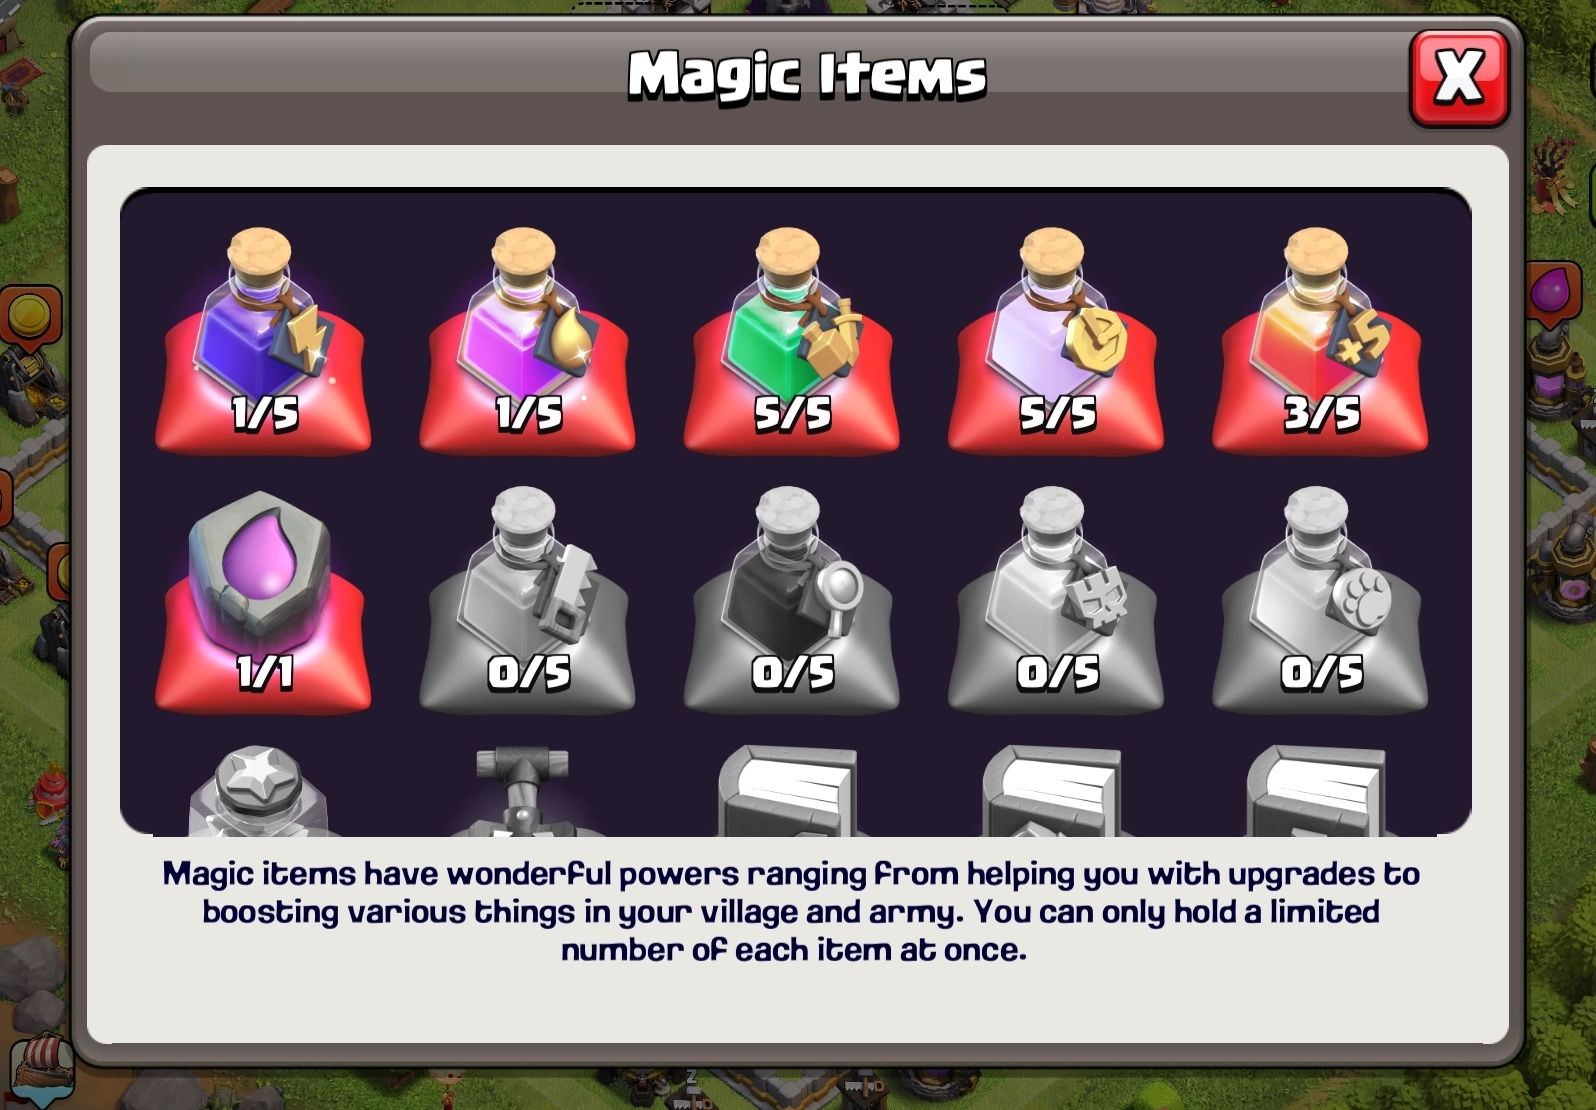 Magic Items
X
+5
1/5
1/5
5/5
5/5
3/5
1/1
0/5
0/5
0/5
0/5
Magic items have wonderful powers ranging from helping you with upgrades to
boosting various things in your village and army. You can only hold a limited
number of each item at once.
Z